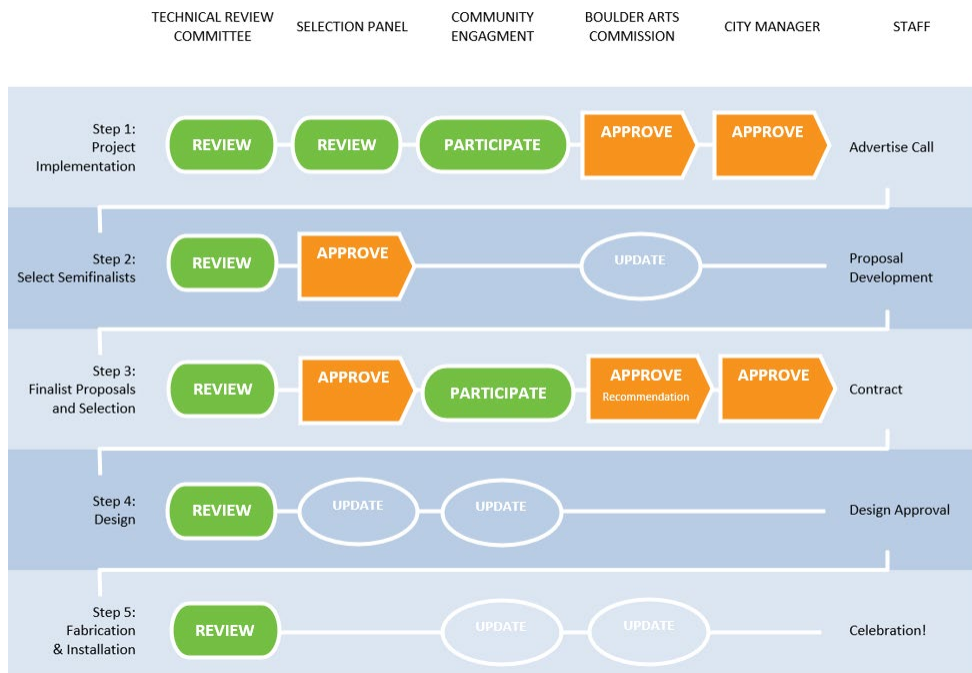 TECHNICAL REVIEW
COMMITTEE
SELECTION PANEL
COMMUNITY
ENGAGMENT
BOULDER ARTS
COMMISSION
CITY MANAGER
STAFF
Step 1:
Project
Implementation
REVIEW
REVIEW
PARTICIPATE
APPROVE
APPROVE
Advertise Call
Step 2:
Select Semifinalists
REVIEW
APPROVE
UPDATE
Proposal
Development
Step 3:
Finalist Proposals
and Selection
REVIEW
APPROVE
PARTICIPATE
APPROVE
Recommendation
APPROVE
Contract
Step 4:
Design
REVIEW
UPDATE
UPDATE
Design Approval
Step 5:
Fabrication
& Installation
REVIEW
UPDATE
UPDATE
Celebration!